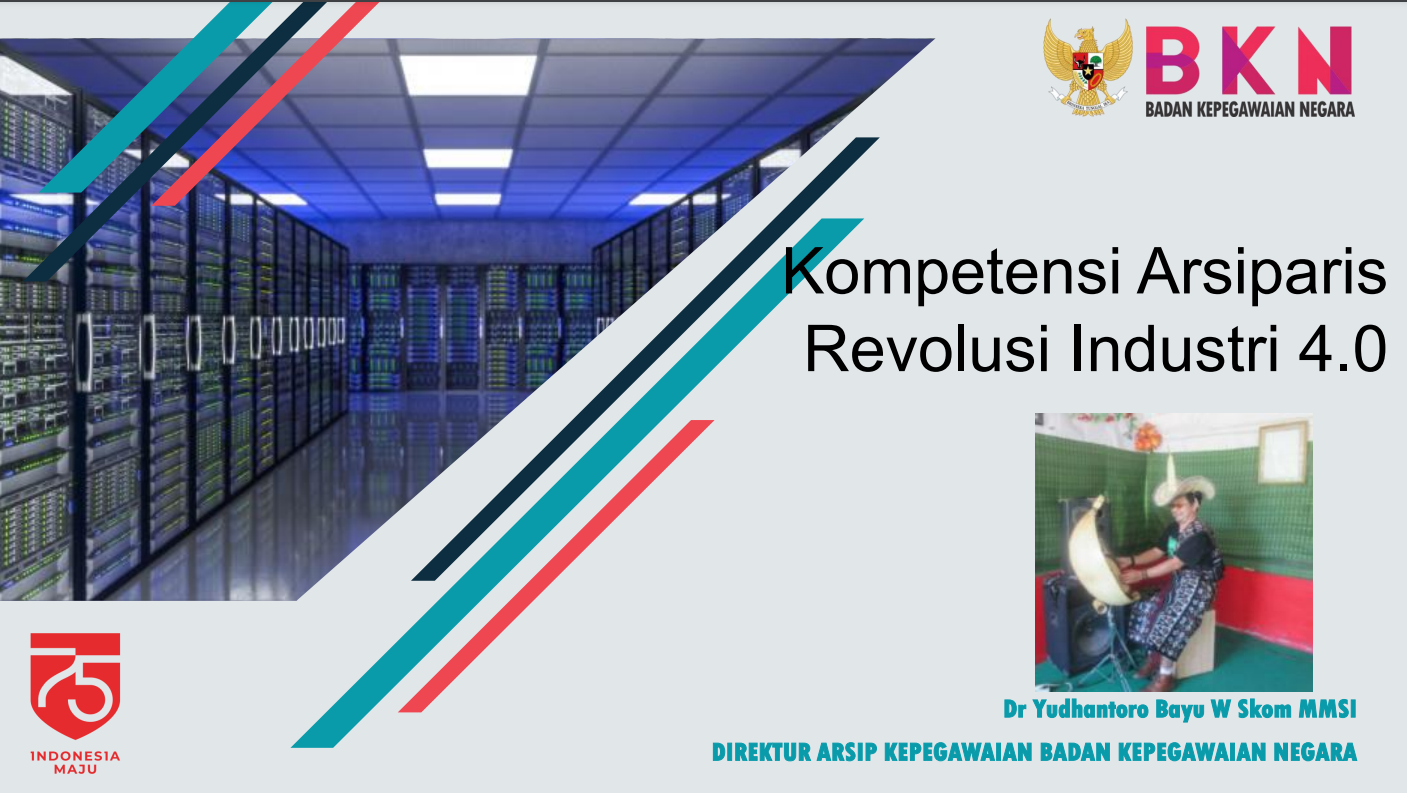 BKN
BADAN KEPEGAWAIAN NEGARA
Kompetensi Arsiparis
Revolusi Industri 4.0
Dr Yudhantoro Bayu W Skom MMSI
DIREKTUR ARSIP KEPEGAWAIAN BADAN KEPEGAWAIAN NEGARA
75
INDONESIA
MAJU